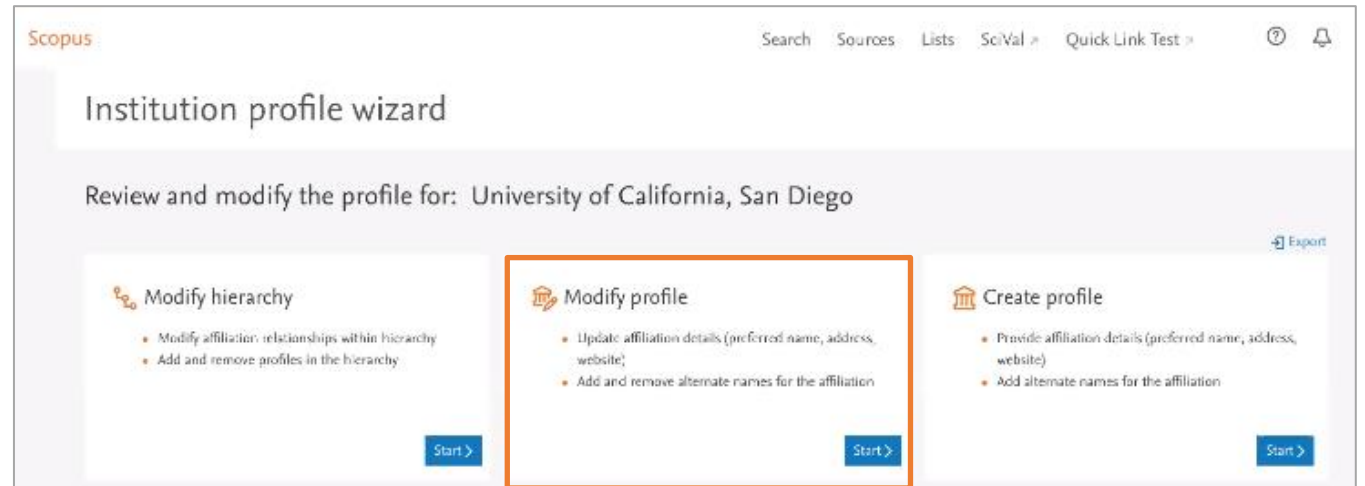 Scopus
Search Sources Lists SciVal Quick Link Test
Institution profile wizard
Review and modify the profile for: University of California, San Diego
Export
Modify hierarchy
Modify affiliation relationships within hierarchy
Add and remove profiles in the hierarchy
Start
Modify profile
Update affiliation details (preferred name, address,
website)
Add and remove alternate names for the affiliation
Start
Create profile
Provide affiliation details (preferred name, address,
website)
Add alternate names for the affiliation
Start